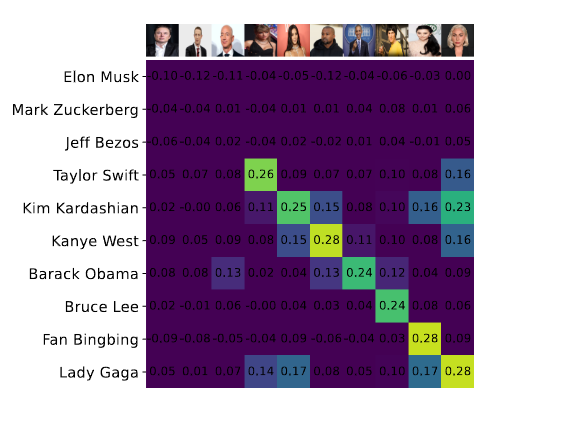 Elon Musk -0.10 -0.12 -0.11 -0.04 -0.05 -0.12 -0.04 -0.06 -0.03 0.00
Mark Zuckerberg -0.04 -0.04 0.01 -0.04 0.01 0.01 0.04 0.08 0.01 0.06
Jeff Bezos -0.06 -0.04 0.02 -0.04 0.02 -0.02 0.01 0.04 -0.01 0.05
Taylor Swift 0.05 0.07 0.08 0.26 0.09 0.07 0.07 0.10 0.08 0.16
Kim Kardashian -0.00 0.06 0.11 0.25 0.15 0.08 0.10 0.16 0.23
Kanye West 0.09 0.05 0.09 0.08 0.15 0.28 0.11 0.10 0.08 0.16
Barack Obama 0.08 0.08 0.13 0.02 0.04 0.13 0.24 0.12 0.04 0.09
Bruce Lee -0.01 0.06 -0.00 0.04 0.03 0.04 0.24 0.08 0.06
Fan Bingbing -0.09 -0.08 -0.05 -0.04 0.09 -0.06 -0.04 0.03 0.28 0.09
Lady Gaga 0.05 0.01 0.07 0.14 0.17 0.08 0.05 0.10 0.17 0.28